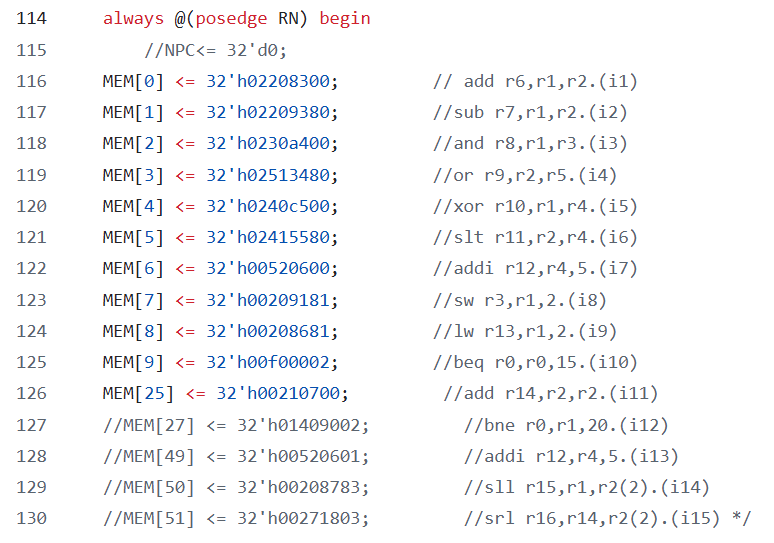 114 always @(posedge RN) begin
115 //NPC<= 32'd0;
116 MEM[0] <= 32'h02208300; // add r6,r1,r2.(i1)
117 MEM[1] <= 32'h02209380; //sub r7,r1,r2.(i2)
118 MEM[2] <= 32'h0230a400; //and r8,r1,r3.(i3)
119 MEM[3] <= 32'h02513480; //or r9,r2,r5.(i4)
120 MEM[4] <= 32'h0240c500; //xor r10,r1,r4.(i5)
121 MEM[5] <= 32'h02415580; //slt r11,r2,r4.(i6)
122 MEM[6] <= 32'h00520600; //addi r12,r4,5.(i7)
123 MEM[7] <= 32'h00209181; //sw r3,r1,2.(i8)
124 MEM[8] <= 32'h00208681; //lw r13,r1,2.(i9)
125 MEM[9] <= 32'h00f00002; //beq r0,r0,15.(i10)
126 MEM[25] <= 32'h00210700; //add r14,r2,r2.(i11)
127 //MEM[27] <= 32'h01409002; //bne r0,r1,20.(i12)
128 //MEM[49] <= 32'h00520601; //addi r12,r4,5.(i13)
129 //MEM[50] <= 32'h00208783; //sll r15,r1,r2(2).(i14)
130 //MEM[51] <= 32'h00271803; //srl r16,r14,r2(2).(i15) */